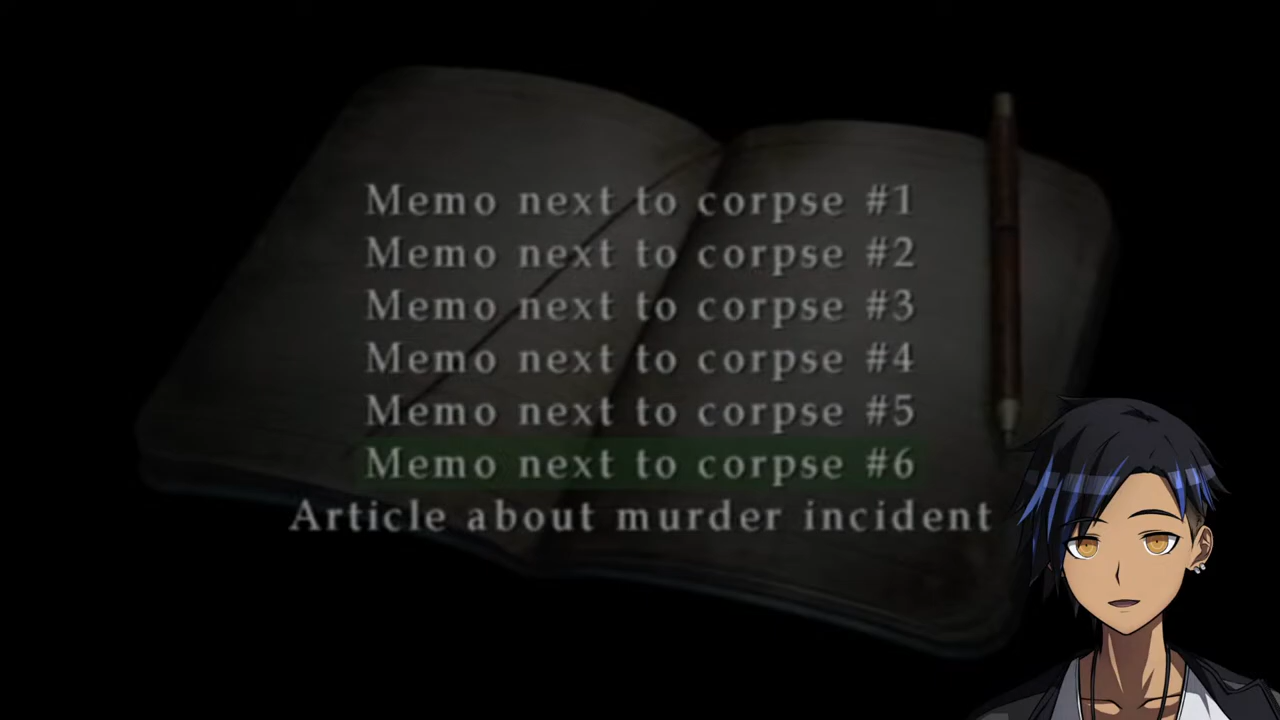 Memo next to corpse #1
Memo next to corpse #2
Memo next to corpse #3
Memo next to corpse #4
Memo next to corpse #5
Memo next to corpse #6
Article about murder incident